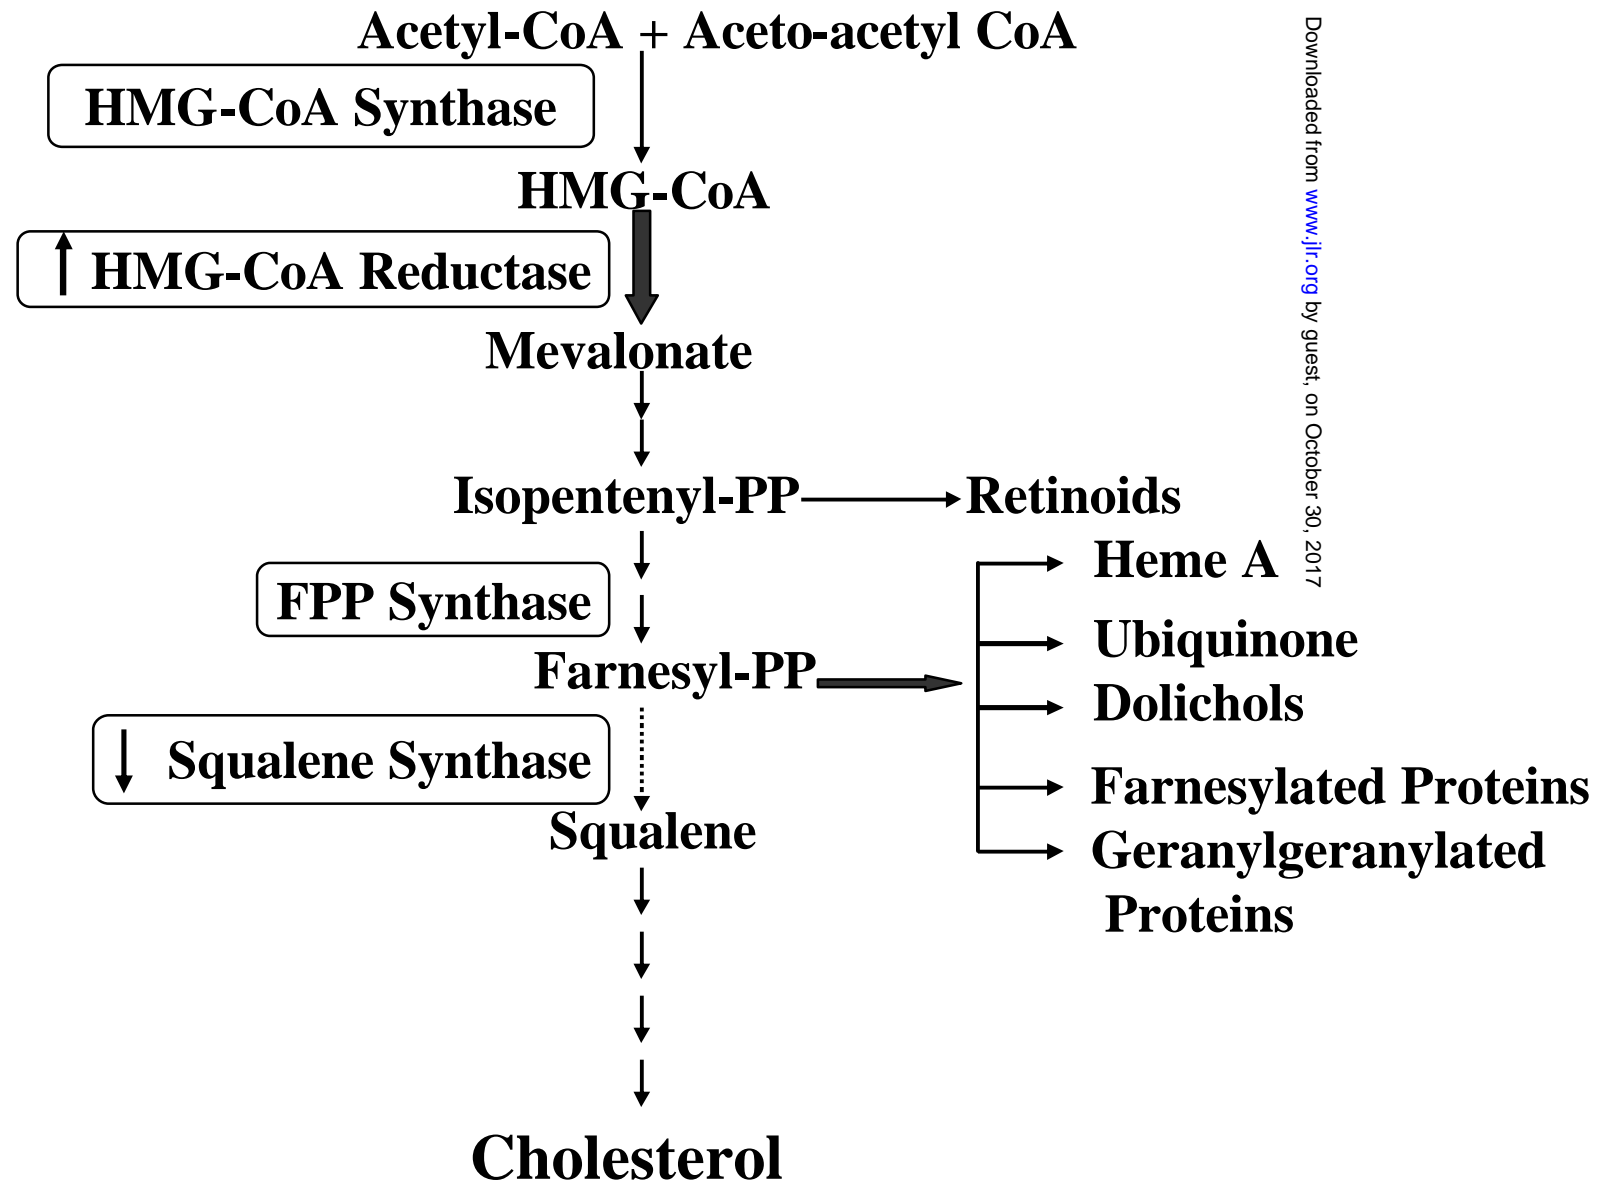 Acetyl-CoA + Aceto-acetyl CoA
HMG-CoA Synthase
HMG-CoA
HMG-CoA Reductase
Mevalonate
Isopentenyl-PP
Retinoids
FPP Synthase
Farnesyl-PP
Heme A
Ubiquinone
Dolichols
Farnesylated Proteins
Geranylgeranylated
Proteins
Squalene Synthase
Squalene
Cholesterol
Downloaded from www.jlr.org by guest, on October 30, 2017